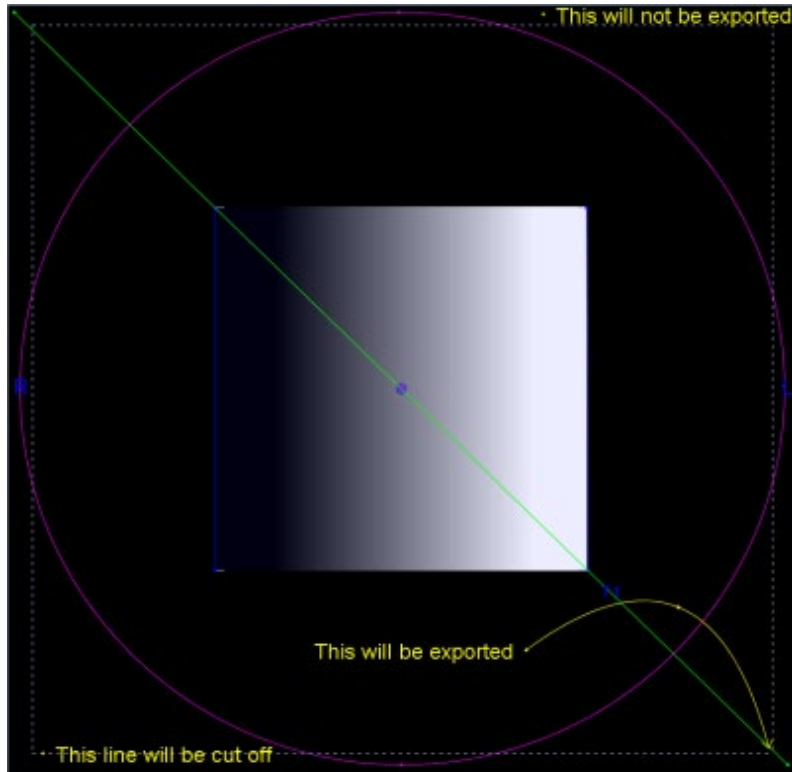 This will not be exported
R
L
This will be exported
This line will be cut off